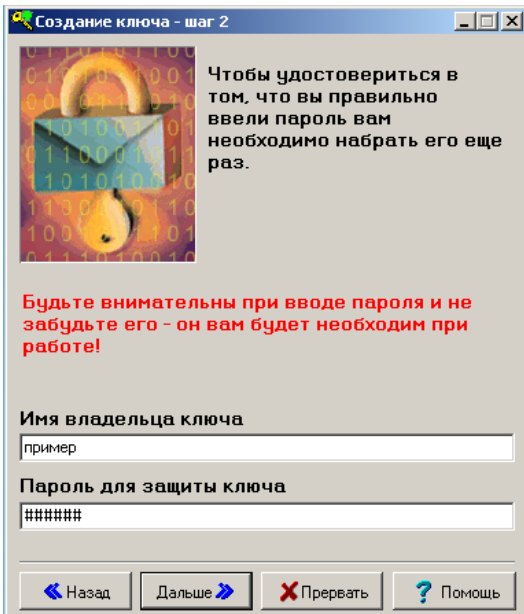 Создание ключа - шаг 2
Чтобы удостовериться в
том, что вы правильно
ввели пароль вам
необходимо набрать его еще
раз.
Будьте внимательны при вводе пароля и не
забудьте его - он вам будет необходим при
работе!
Имя владельца ключа
пример
Пароль для защиты ключа
######
Назад Дальше Прервать Помощь